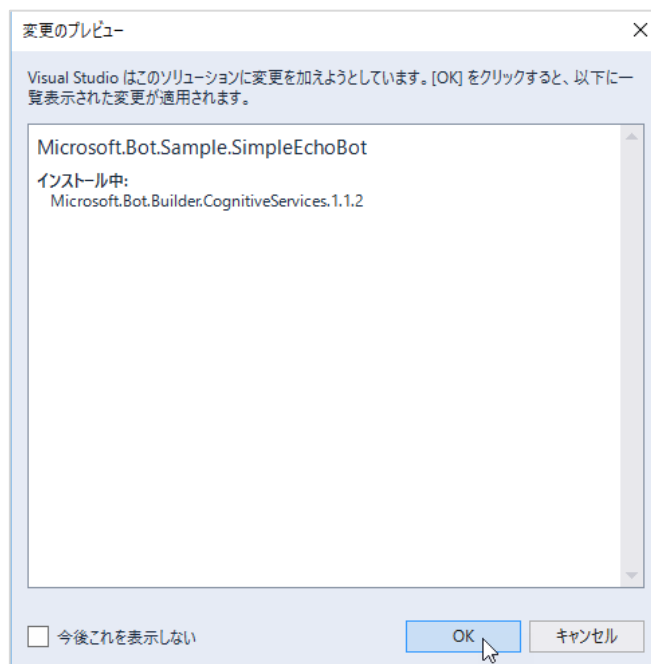 変更のプレビュー
Visual Studio はこのソリューションに変更を加えようとしています。[OK] をクリックすると、以下に一
覧表示された変更が適用されます。
Microsoft.Bot.Sample.SimpleEchoBot
インストール中:
Microsoft.Bot.Builder.CognitiveServices.1.1.2
今後これを表示しない
OK
キャンセル